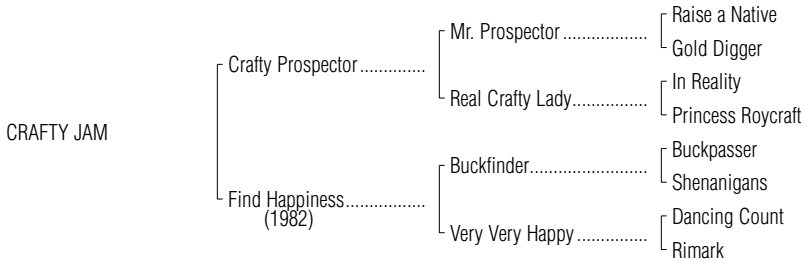 Raise a Native
Mr. Prospector ...................
Gold Digger
Crafty Prospector ...............
In Reality
Real Crafty Lady.................
Princess Roycraft
CRAFTY JAM
Buckpasser
Buckfinder..........................
Shenanigans
Find Happiness..................
(1982)
Dancing Count
Very Very Happy ................
Rimark